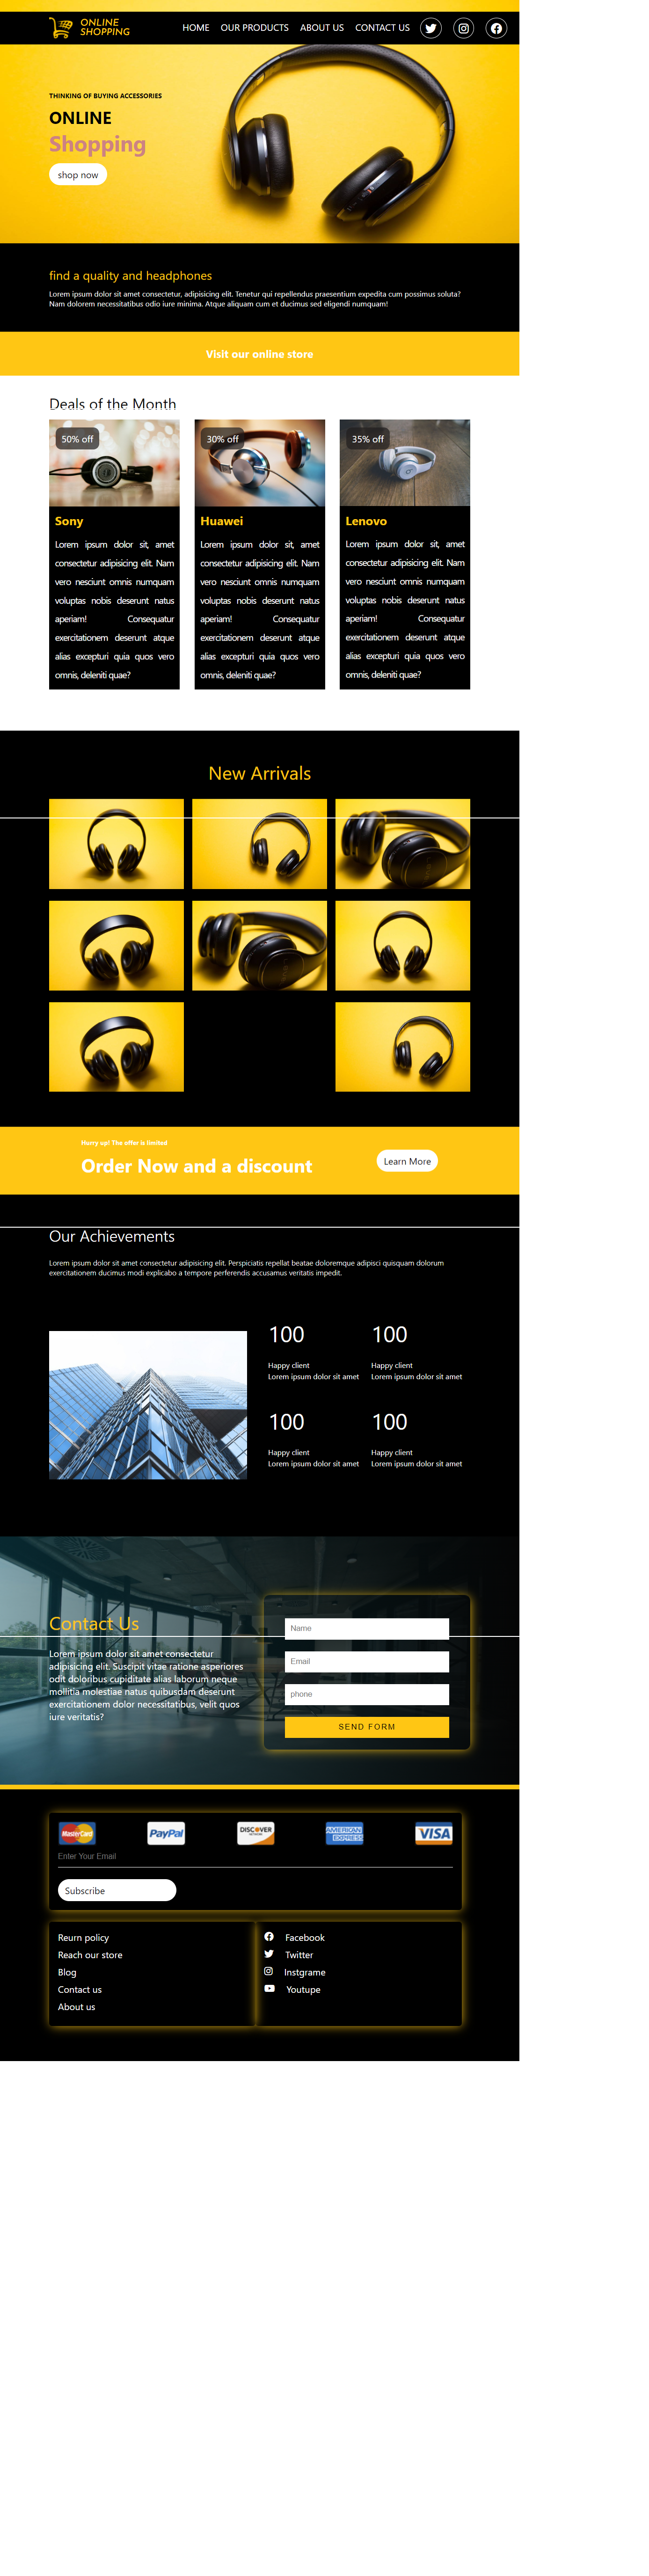 ONLINE
SHOPPING
HOME OUR PRODUCTS ABOUT US CONTACT US
THINKING OF BUYING ACCESSORIES
ONLINE
Shopping
shop now
find a quality and headphones
Lorem ipsum dolor sit amet consectetur, adipisicing elit. Tenetur qui repellendus praesentium expedita cum possimus soluta?
Nam dolorem necessitatibus odio iure minima. Atque aliquam cum et ducimus sed eligendi numquam!
Visit our online store
Deals of the Month
50% off
Sony
Lorem ipsum dolor sit, amet
consectetur adipisicing elit. Nam
vero nesciunt omnis numquam
voluptas nobis deserunt natus
aperiam! Consequatur
exercitationem deserunt atque
alias excepturi quia quos vero
omnis, deleniti quae?
30% off
Huawei
Lorem ipsum dolor sit, amet
consectetur adipisicing elit. Nam
vero nesciunt omnis numquam
voluptas nobis deserunt natus
aperiam! Consequatur
exercitationem deserunt atque
alias excepturi quia quos vero
omnis, deleniti quae?
35% off
Lenovo
Lorem ipsum dolor sit, amet
consectetur adipisicing elit. Nam
vero nesciunt omnis numquam
voluptas nobis deserunt natus
aperiam! Consequatur
exercitationem deserunt atque
alias excepturi quia quos vero
omnis, deleniti quae?
New Arrivals
Hurry up! The offer is limited
Order Now and a discount
Learn More
Our Achievements
Lorem ipsum dolor sit amet consectetur adipisicing elit. Perspiciatis repellat beatae doloremque adipisci quisquam dolorum
exercitationem ducimus modi explicabo a tempore perferendis accusamus veritatis impedit.
100
Happy client
Lorem ipsum dolor sit amet
100
Happy client
Lorem ipsum dolor sit amet
100
Happy client
Lorem ipsum dolor sit amet
100
Happy client
Lorem ipsum dolor sit amet
Contact Us
Lorem ipsum dolor sit amet consectetur
adipisicing elit. Suscipit vitae ratione asperiores
odit doloribus cupiditate alias laborum neque
mollitia molestiae natus quibusdam deserunt
exercitationem dolor necessitatibus, velit quos
iure veritatis?
Name
Email
phone
SEND FORM
MasterCard
PayPal
DISCOVER
NETWORK
AMERICAN
EXPRESS
VISA
Enter Your Email
Subscribe
Reurn policy
Reach our store
Blog
Contact us
About us
Facebook
Twitter
Instgrame
Youtupe